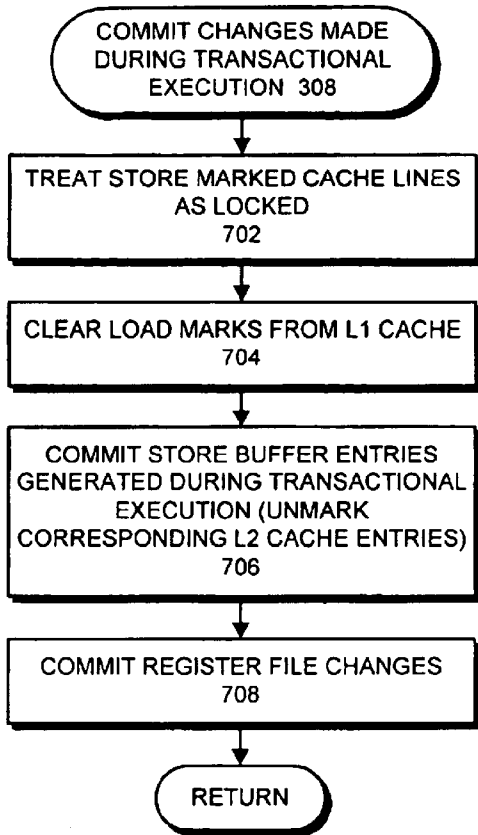 COMMIT CHANGES MADE
DURING TRANSACTIONAL
EXECUTION 308
TREAT STORE MARKED CACHE LINES
AS LOCKED
702
CLEAR LOAD MARKS FROM L1 CACHE
704
COMMIT STORE BUFFER ENTRIES
GENERATED DURING TRANSACTIONAL
EXECUTION (UNMARK
CORRESPONDING L2 CACHE ENTRIES)
706
COMMIT REGISTER FILE CHANGES
708
RETURN